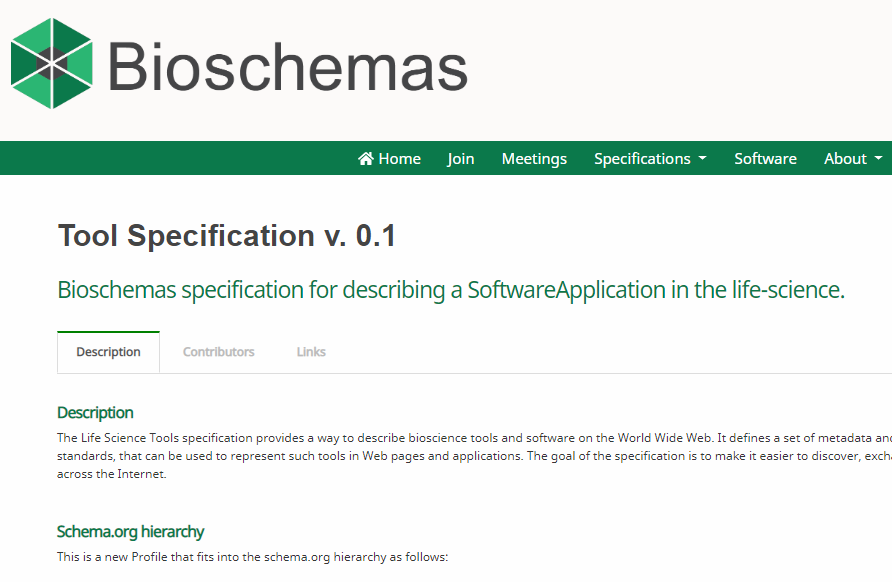 Bioschemas
Home Join Meetings Specifications Software About
Tool Specification v. 0.1
Bioschemas specification for describing a SoftwareApplication in the life-science.
Description Contributors Links
Description
The Life Science Tools specification provides a way to describe bioscience tools and software on the World Wide Web. It defines a set of metadata
standards, that can be used to represent such tools in Web pages and applications. The goal of the specification is to make it easier to discover,
across the Internet.
Schema.org hierarchy
This is a new Profile that fits into the schema.org hierarchy as follows: